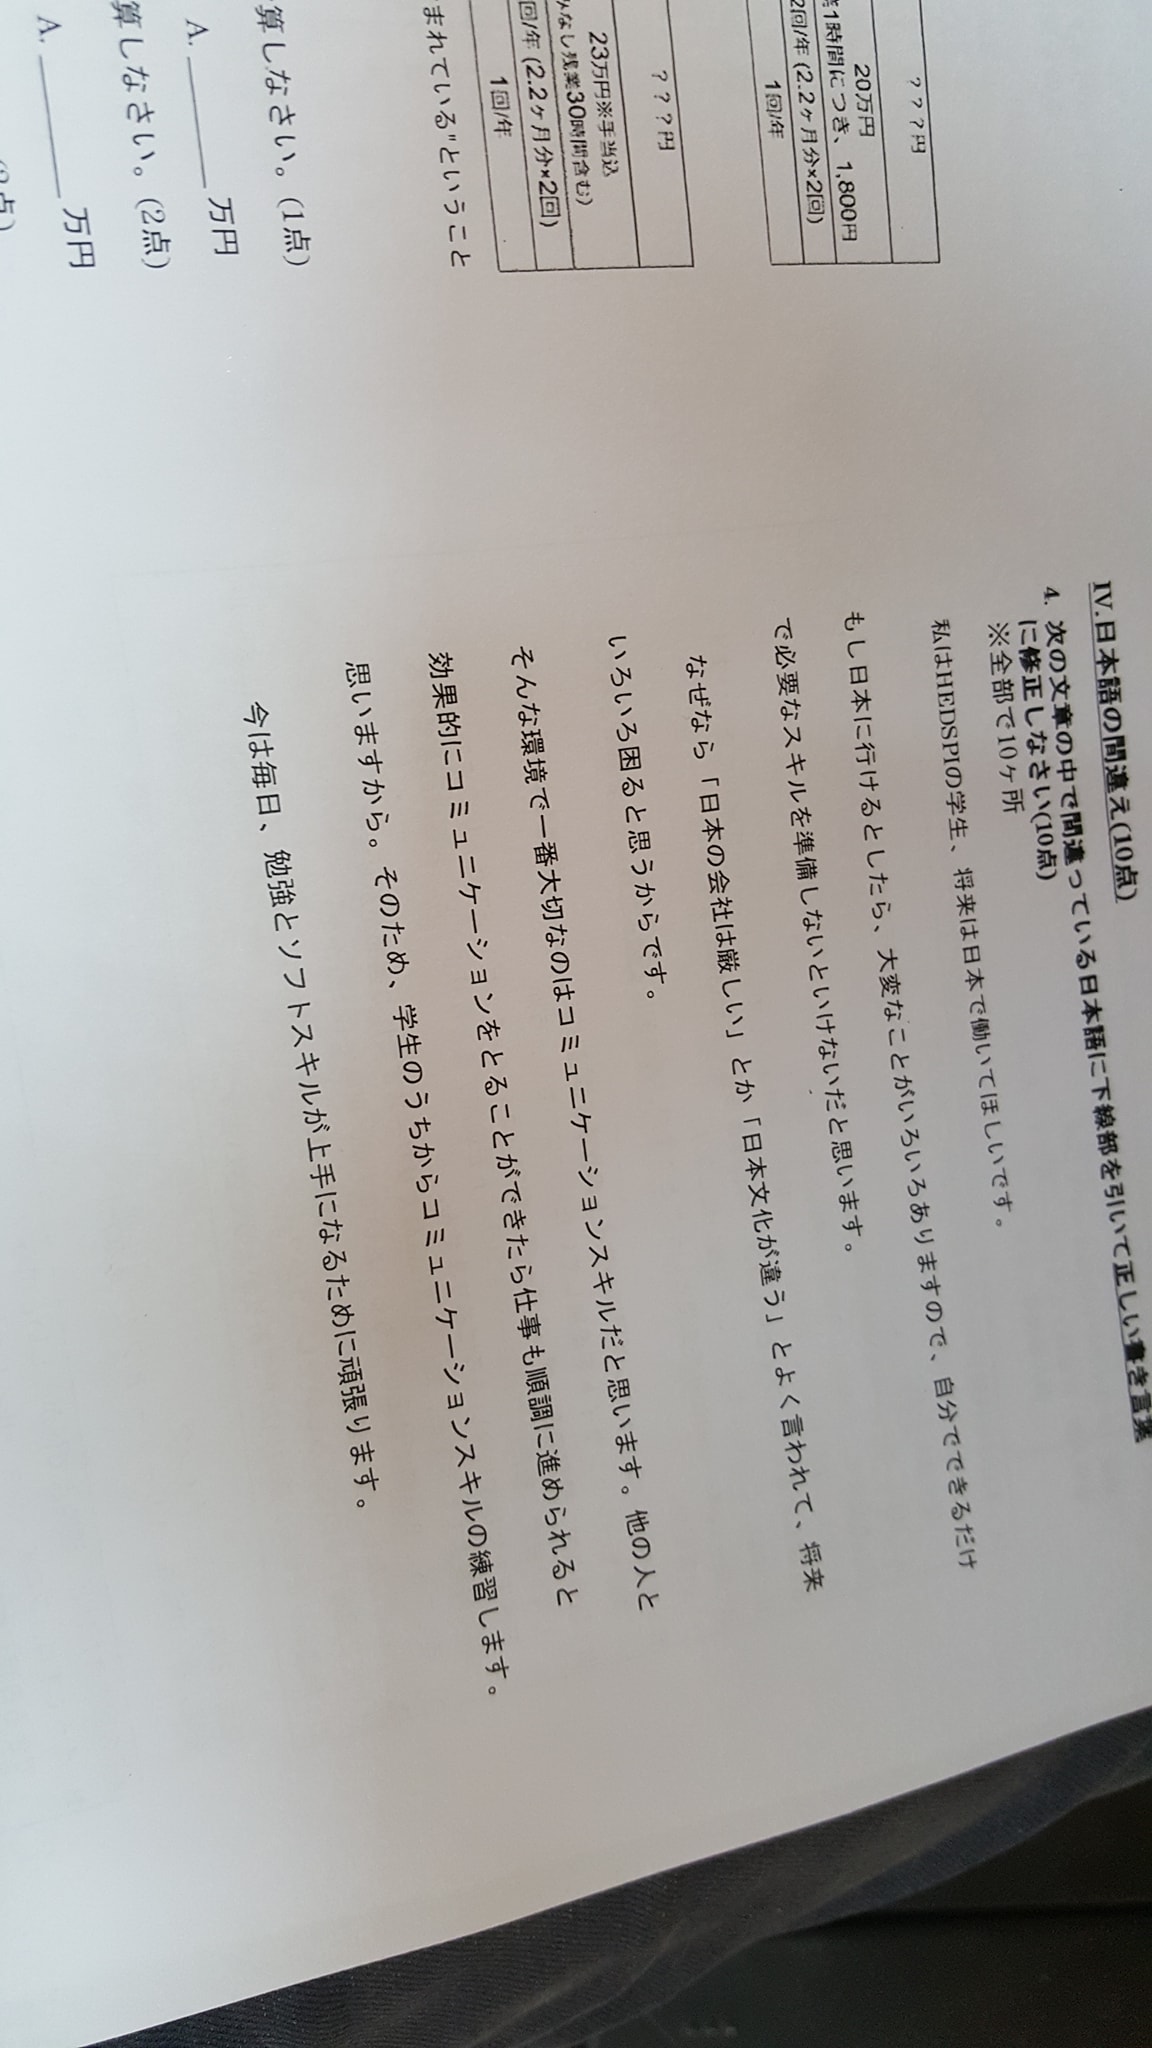 ???円
20万円
業1時間につき、1,800円
2回/年 (2.2ヶ月分×2回)
1回/年
???円
23万円※手当込
みなし残業30時間含む)
回/年 (2.2ヶ月分×2回)
1回/年
まれている"ということ
算しなさい。(1点)
A. 万円
算しなさい。(2点)
A. 万円
IV.日本語の間違え(10点)
4. 次の文章の中で間違っている日本語に下線部を引いて正しい書き言葉
に修正しなさい(10点)
※全部で10ヶ所
私はHEDSPIの学生、将来は日本で働いてほしいです。
もし日本に行けるとしたら、大変なことがいろいろありますので、自分でできるだけ
で必要なスキルを準備しないといけないだと思います。
なぜなら「日本の会社は厳しい」とか「日本文化が違う」とよく言われて、将来
いろいろ困ると思うからです。
そんな環境で一番大切なのはコミュニケーションスキルだと思います。他の人と
効果的にコミュニケーションをとることができたら仕事も順調に進められると
思いますから。そのため、学生のうちからコミュニケーションスキルの練習します。
今は毎日、勉強とソフトスキルが上手になるために頑張ります。